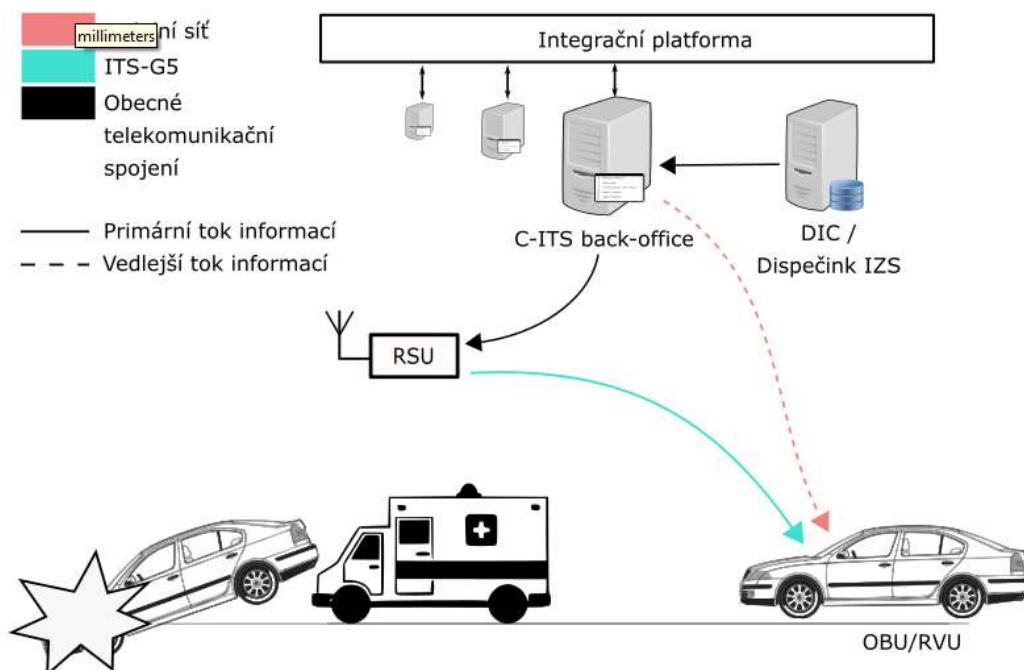 millimeters
ní síť
ITS-G5
Obecné
telekomunikační
spojení
Primární tok informací
Vedlejší tok informací
Integrační platforma
C-ITS back-office
DIC /
Dispečink IZS
RSU
OBU/RVU